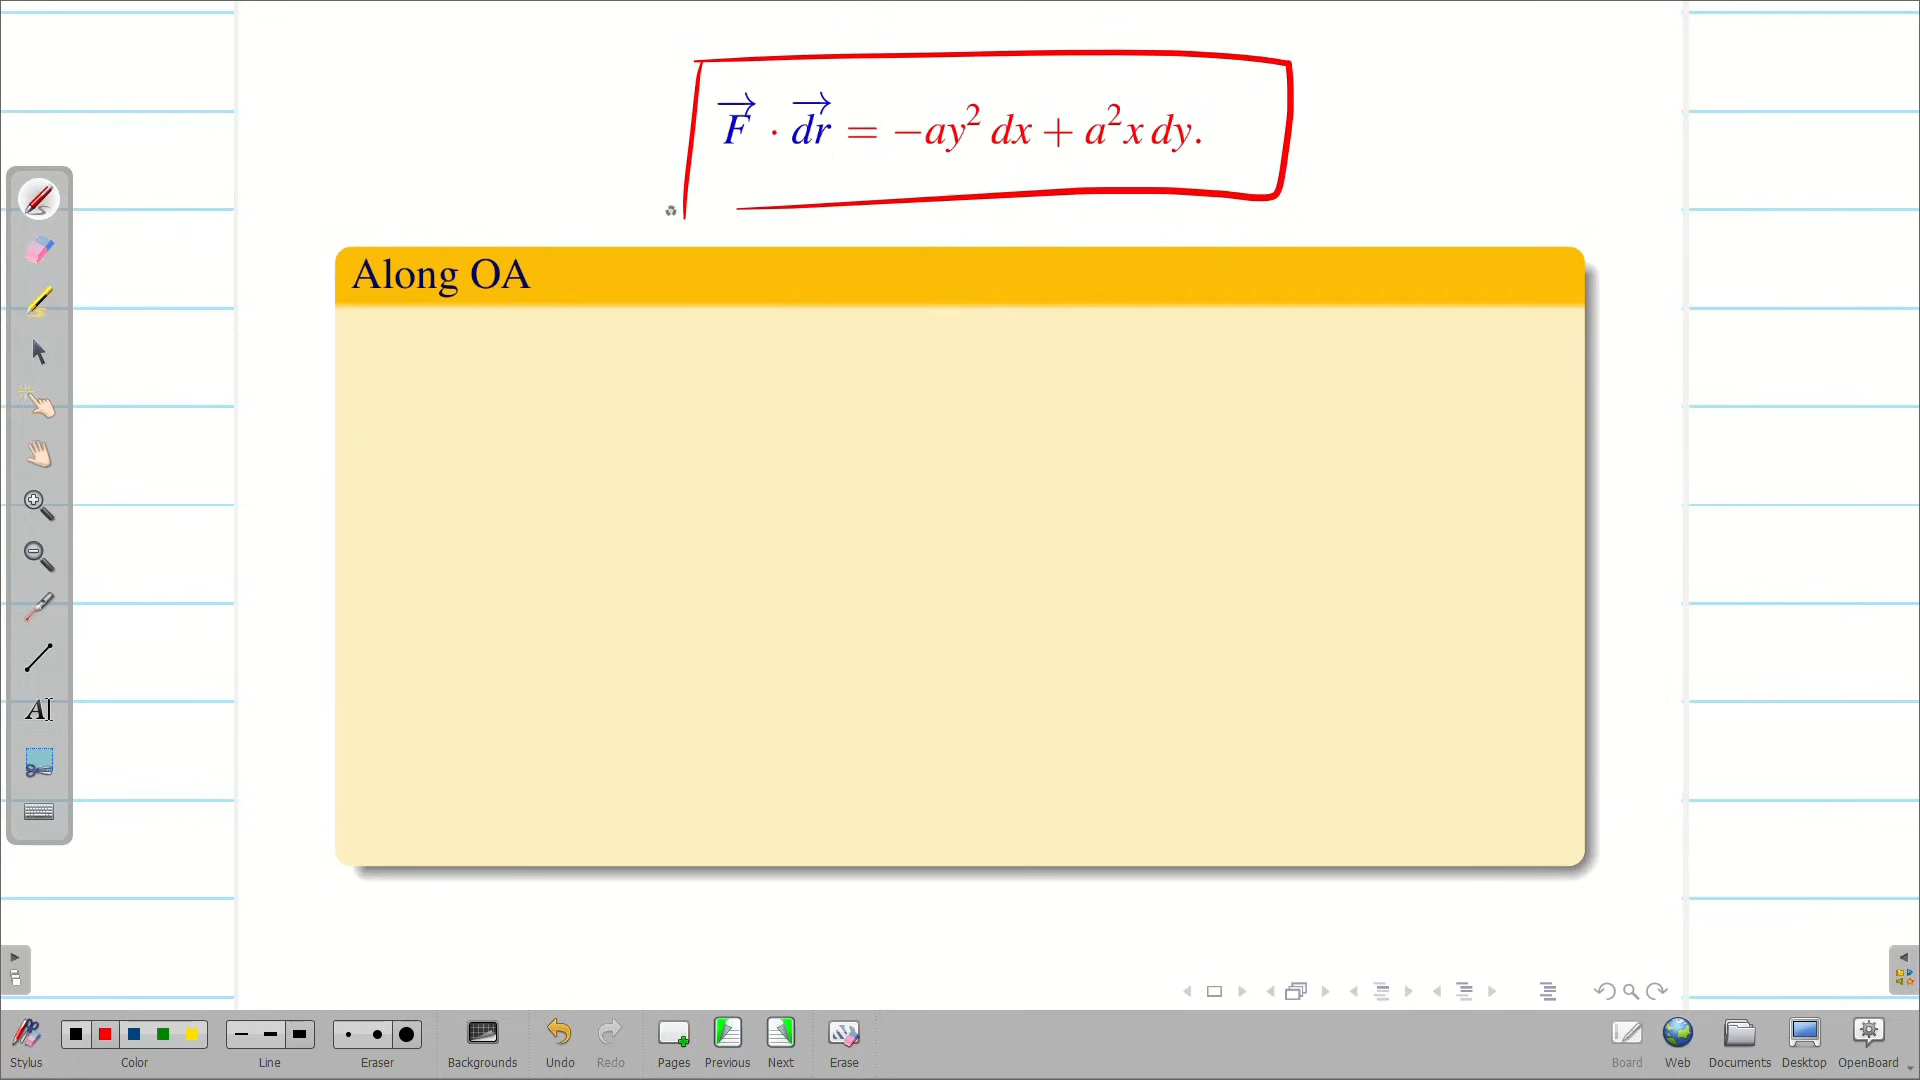 F · dr = −ay² dx + a²x dy.
Along OA
A
Stylus
Color
Line
Eraser
Backgrounds
Undo
Redo
Pages
Previous
Next
Erase
Board
Web
Documents
Desktop
OpenBoard